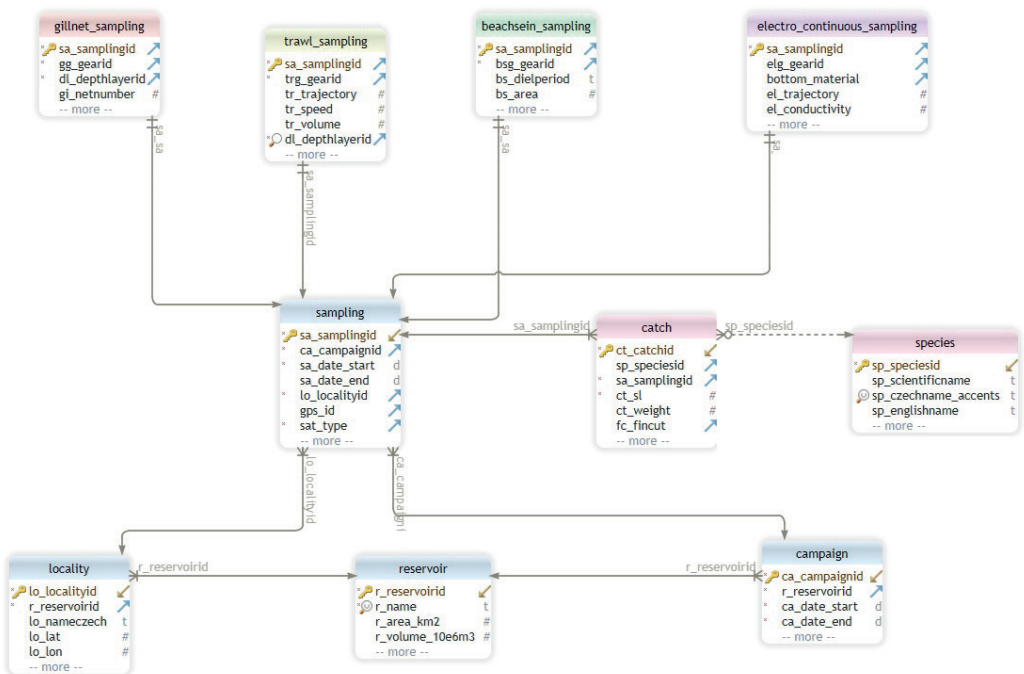 gillnet_sampling
sa_samplingid
gg_gearid
dl_depthlayerid
gi_netnumber #
-- more --
trawl_sampling
sa_samplingid
trg_gearid
tr_trajectory #
tr_speed #
tr_volume #
dl_depthlayerid
-- more --
beachsein_sampling
sa_samplingid
bsg_gearid
bs_dielperiod t
bs_area #
-- more --
electro_continuous_sampling
sa_samplingid
elg_gearid
bottom_material
el_trajectory #
el_conductivity #
-- more --
sa_sa
sa_samplingid
sa_sa
sa_
sampling
sa_samplingid
ca_campaignid
sa_date_start d
sa_date_end d
lo_localityid
gps_id
sat_type
-- more --
sa_samplingid
catch
ct_catchid
sp_speciesid
sa_samplingid
ct_sl #
ct_weight #
fc_fincut
-- more --
sp_speciesid
species
sp_speciesid
sp_scientificname t
sp_czechname_accents t
sp_englishname t
-- more --
lo_localityid
ca_campaigni
locality
lo_localityid
r_reservoirid
lo_nameczech t
lo_lat #
lo_lon #
-- more --
r_reservoirid
reservoir
r_reservoirid
r_name t
r_area_km2 #
r_volume_10e6m3 #
-- more --
r_reservoirid
campaign
ca_campaignid
r_reservoirid
ca_date_start d
ca_date_end d
-- more --